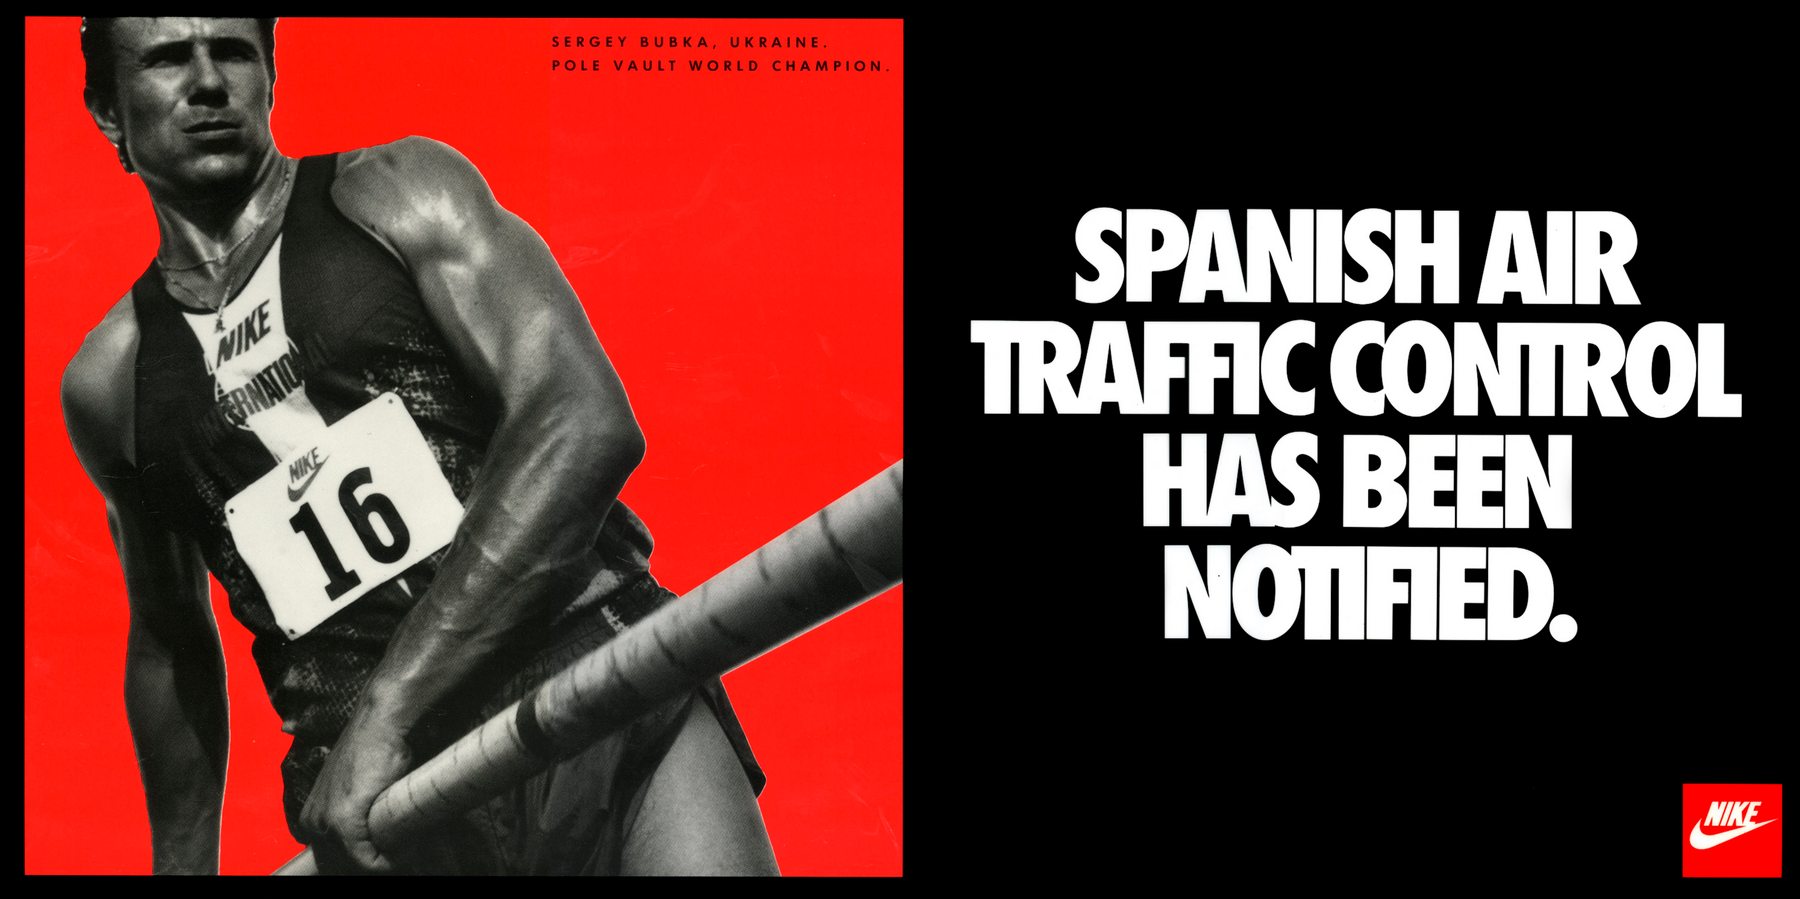 SERGEY BUBKA, UKRAINE.
POLE VAULT WORLD CHAMPION.
NIKE
NIKE
16
SPANISH AIR
TRAFFIC CONTROL
HAS BEEN
NOTIFIED.
NIKE